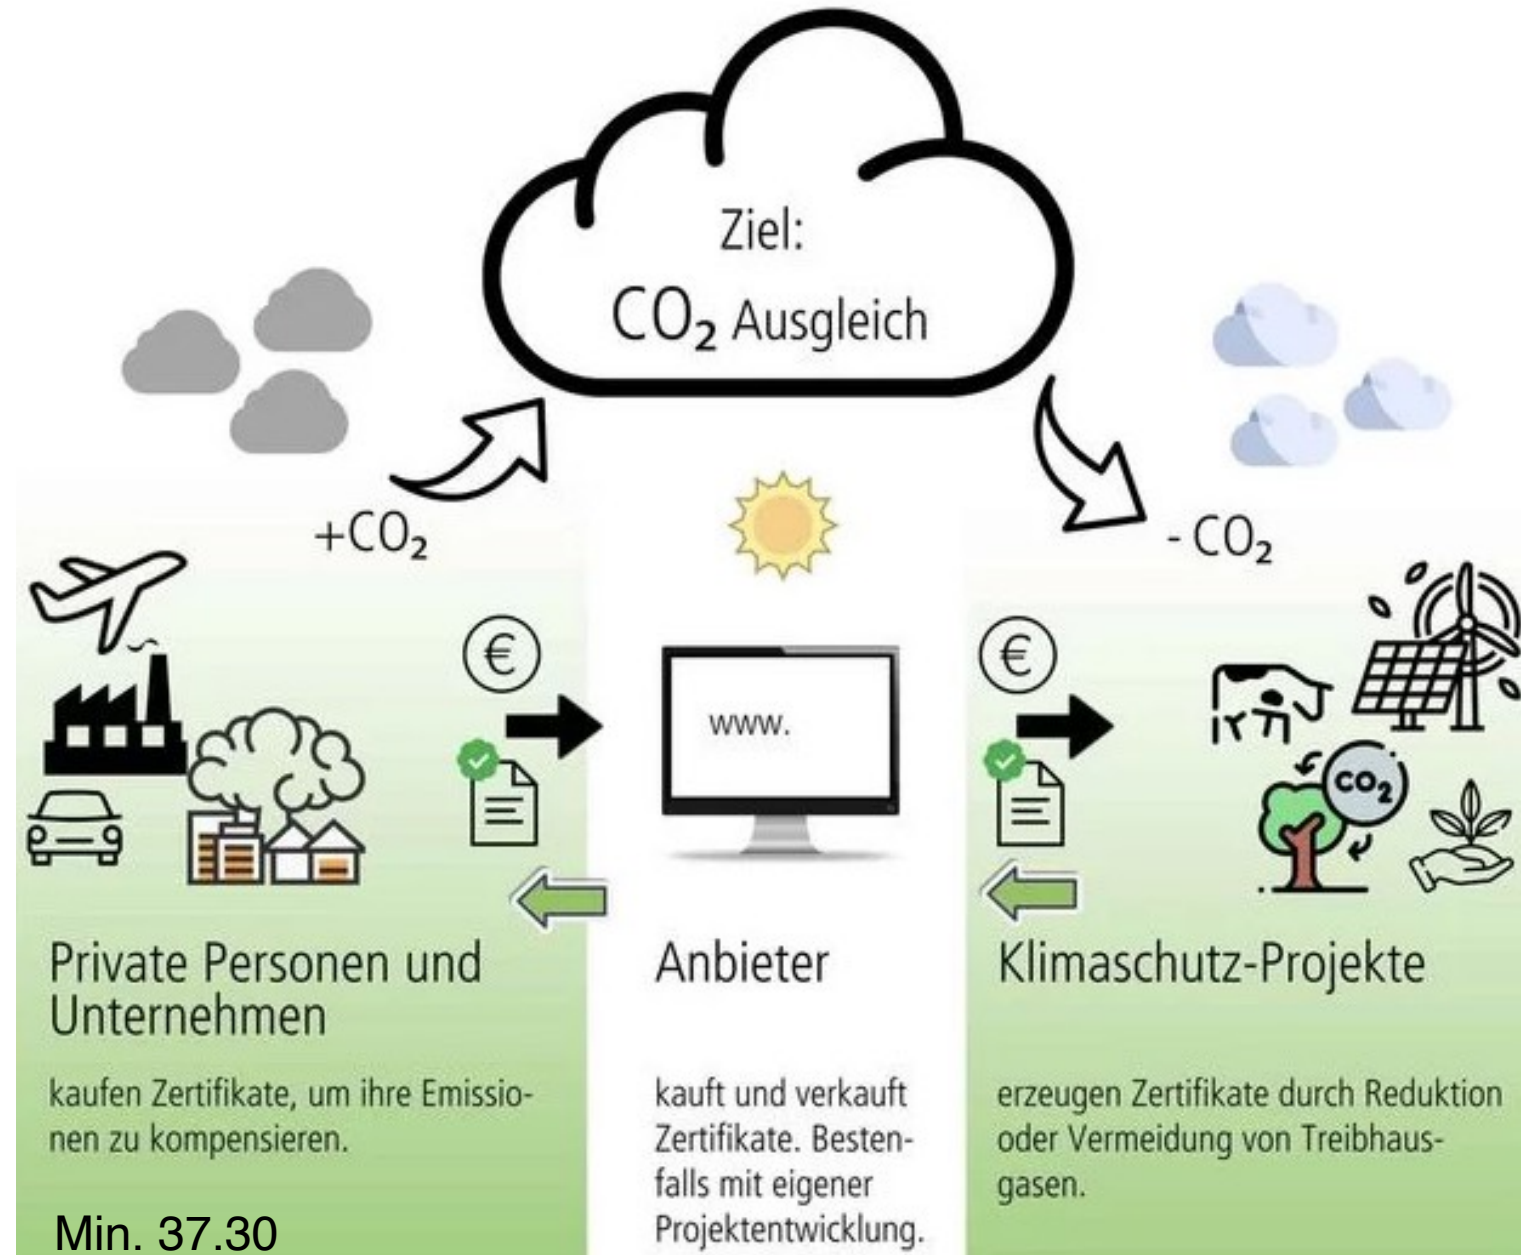 Ziel:
CO₂ Ausgleich
+CO₂
- CO₂
€
€
www.
CO₂
Private Personen und
Unternehmen
kaufen Zertifikate, um ihre Emissio-
nen zu kompensieren.
Min. 37.30
Anbieter
kauft und verkauft
Zertifikate. Besten-
falls mit eigener
Projektentwicklung.
Klimaschutz-Projekte
erzeugen Zertifikate durch Reduktion
oder Vermeidung von Treibhaus-
gasen.